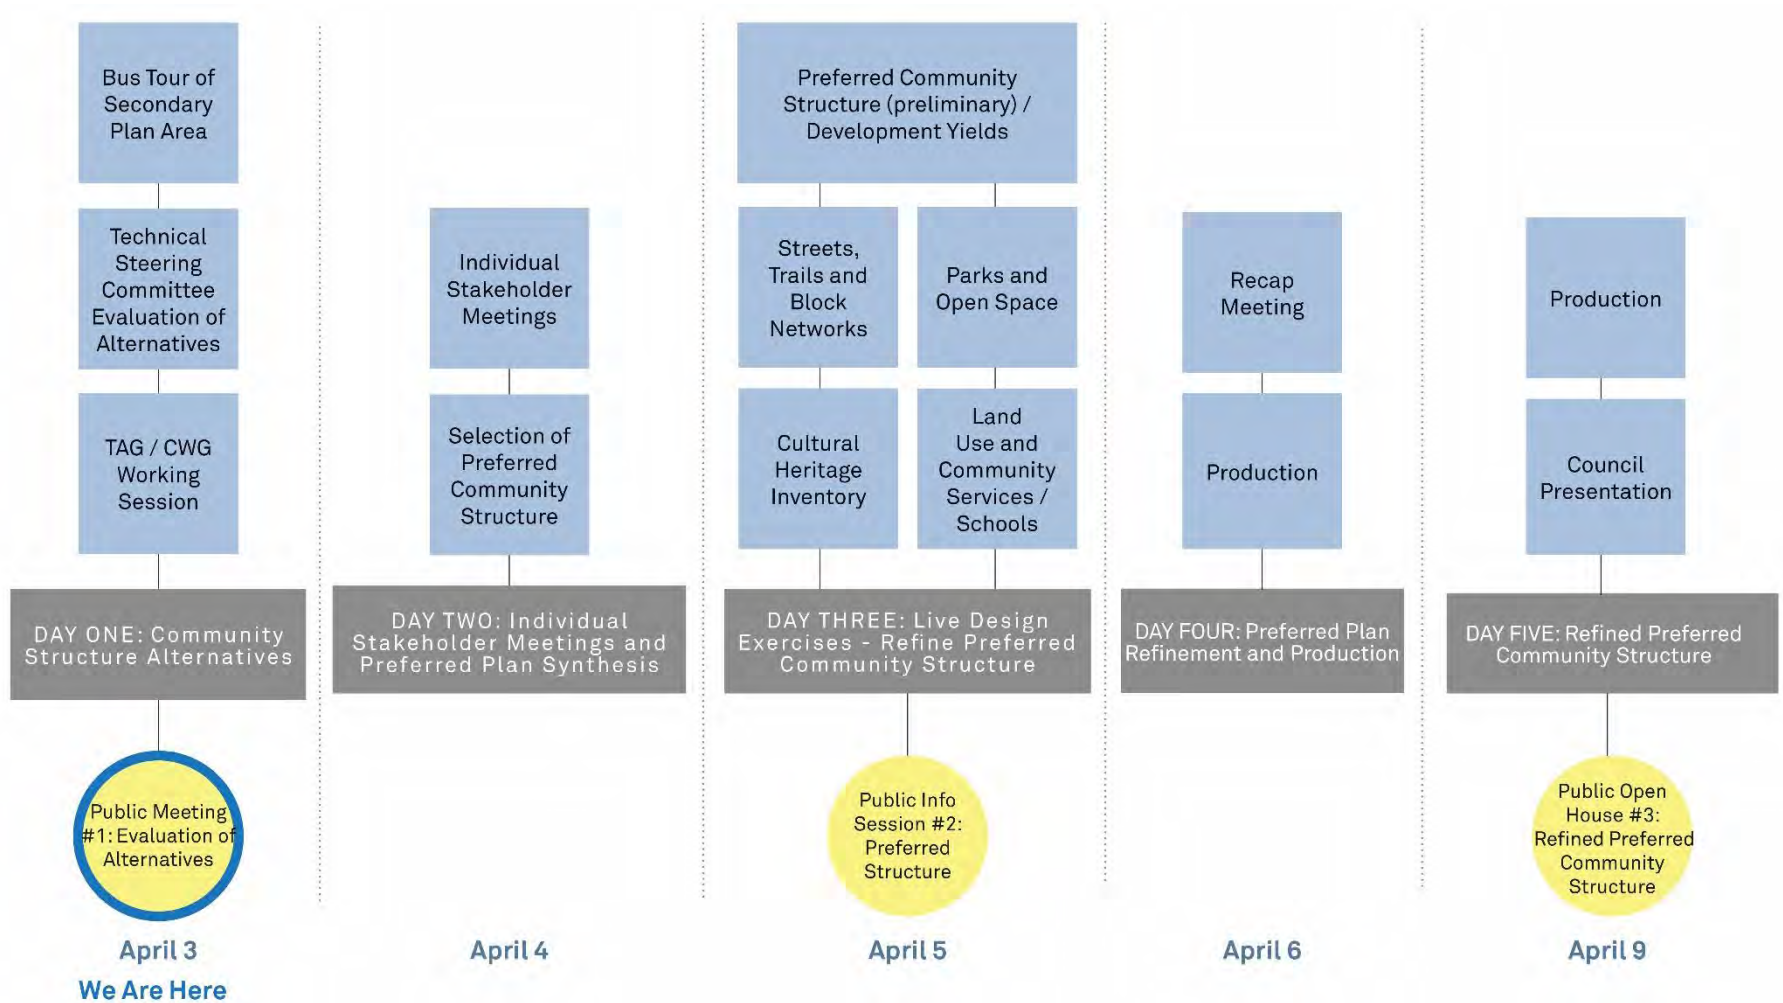 Bus Tour of
Secondary
Plan Area
Technical
Steering
Committee
Evaluation of
Alternatives
TAG / CWG
Working
Session
DAY ONE: Community
Structure Alternatives
Public Meeting
#1: Evaluation of
Alternatives
April 3
We Are Here
Individual
Stakeholder
Meetings
Selection of
Preferred
Community
Structure
DAY TWO: Individual
Stakeholder Meetings and
Preferred Plan Synthesis
April 4
Preferred Community
Structure (preliminary) /
Development Yields
Streets,
Trails and
Block
Networks
Parks and
Open Space
Cultural
Heritage
Inventory
Land
Use and
Community
Services /
Schools
DAY THREE: Live Design
Exercises - Refine Preferred
Community Structure
Public Info
Session #2:
Preferred
Structure
April 5
Recap
Meeting
Production
DAY FOUR: Preferred Plan
Refinement and Production
April 6
Production
Council
Presentation
DAY FIVE: Refined Preferred
Community Structure
Public Open
House #3:
Refined Preferred
Community
Structure
April 9